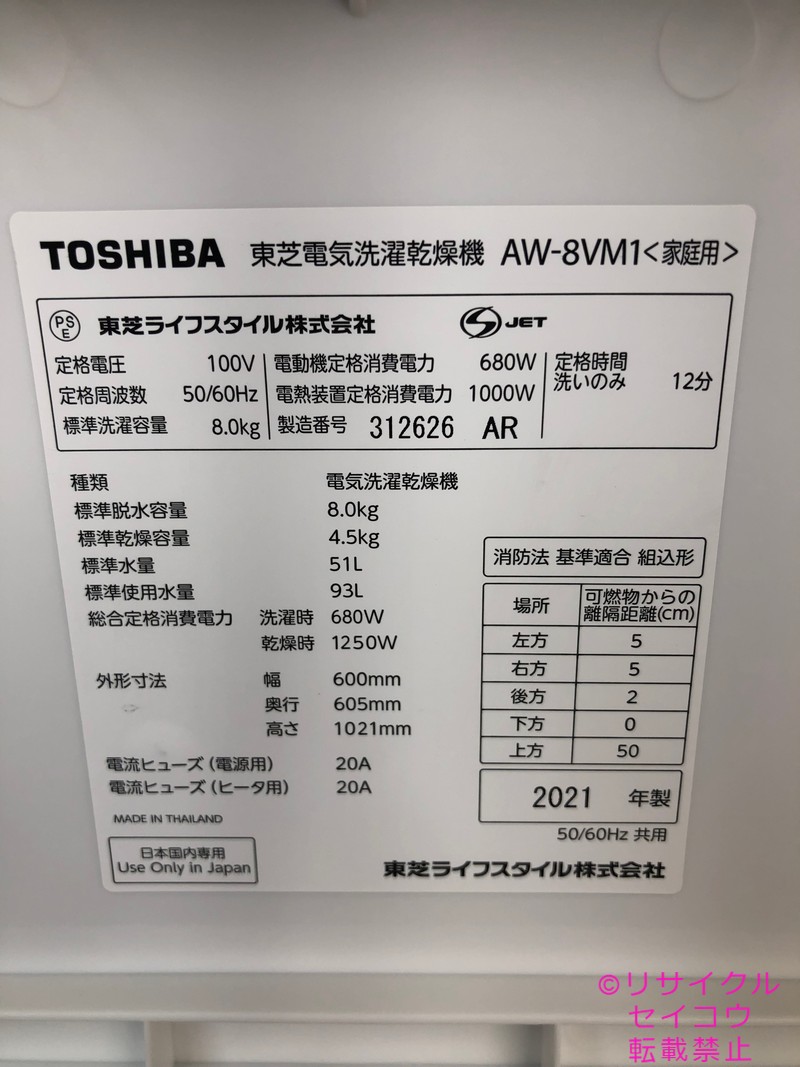 TOSHIBA 東芝電気洗濯乾燥機 AW-8VM1<家庭用>
PSE 東芝ライフスタイル株式会社 S JET
定格電圧 100V 電動機定格消費電力 680W 定格時間
定格周波数 50/60Hz 電熱装置定格消費電力 1000W 洗いのみ 12分
標準洗濯容量 8.0kg 製造番号 312626 AR
種類 電気洗濯乾燥機
標準脱水容量 8.0kg
標準乾燥容量 4.5kg
標準水量 51L
標準使用水量 93L
総合定格消費電力 洗濯時 680W
乾燥時 1250W
外形寸法 幅 600mm
奥行 605mm
高さ 1021mm
電流ヒューズ(電源用) 20A
電流ヒューズ(ヒータ用) 20A
MADE IN THAILAND
日本国内専用
Use Only in Japan
消防法 基準適合 組込形
場所 可燃物からの
離隔距離(cm)
左方 5
右方 5
後方 2
下方 0
上方 50
2021 年製
50/60Hz 共用
東芝ライフスタイル株式会社
©リサイクル
セイコウ
転載禁止